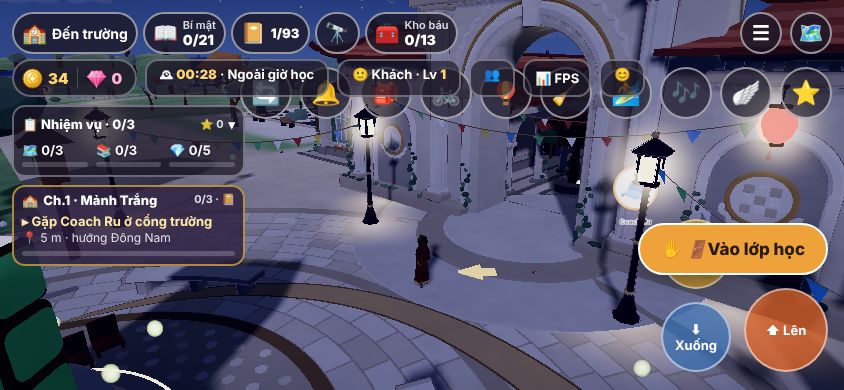 Đến trường
Bí mật
0/21
1/93
Kho báu
0/13
34
0
00:28 · Ngoài giờ học
Khách · Lv 1
FPS
Nhiệm vụ · 0/3
0 ▼
0/3
0/3
0/5
Ch.1 · Mảnh Trắng
0/3 ·
▸ Gặp Coach Ru ở cổng trường
5 m · hướng Đông Nam
Vào lớp học
⬇
Xuống
⬆ Lên